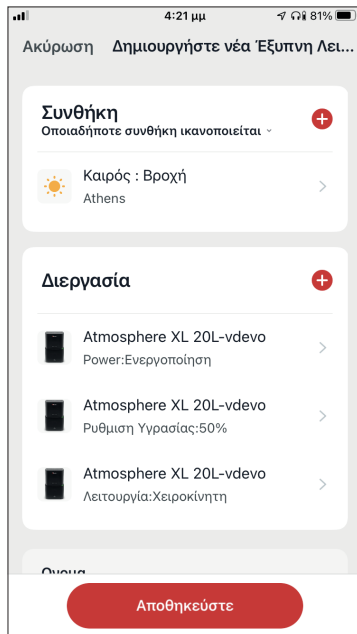 4:21 μμ
81%
Ακύρωση
Δημιουργήστε νέα Έξυπνη Λει...
Συνθήκη
Οποιαδήποτε συνθήκη ικανοποιείται
Καιρός : Βροχή
Athens
Διεργασία
Atmosphere XL 20L-vdevo
Power:Ενεργοποίηση
Atmosphere XL 20L-vdevo
Ρυθμιση Υγρασίας:50%
Atmosphere XL 20L-vdevo
Λειτουργία:Χειροκίνητη
Ονομα
Αποθηκεύστε